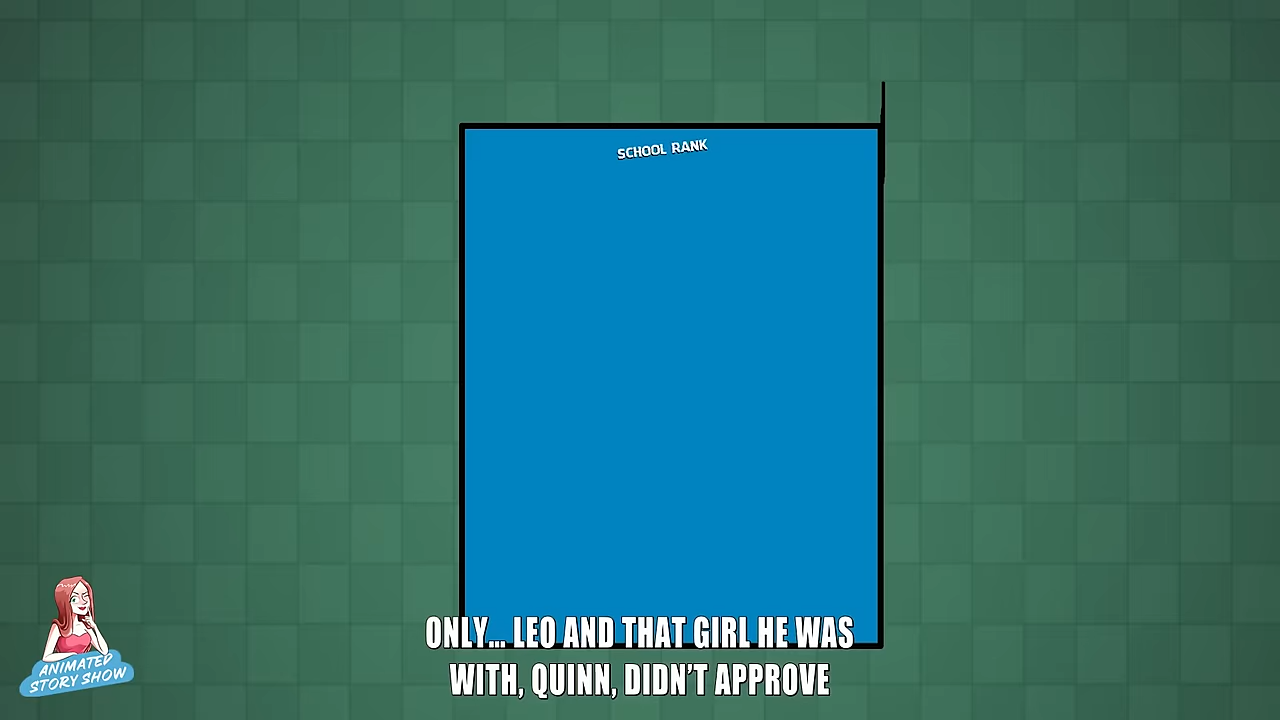 SCHOOL RANK
ONLY... LEO AND THAT GIRL HE WAS
WITH, QUINN, DIDN'T APPROVE
ANIMATED
STORY SHOW